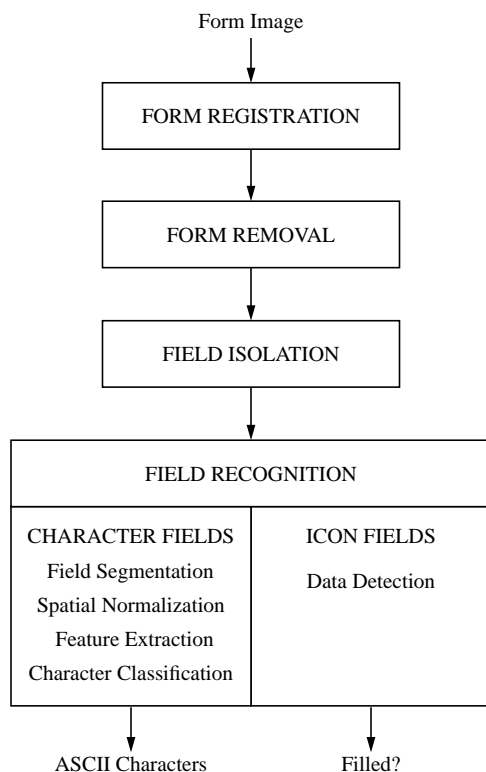 Form Image
FORM REGISTRATION
FORM REMOVAL
FIELD ISOLATION
FIELD RECOGNITION
CHARACTER FIELDS
Field Segmentation
Spatial Normalization
Feature Extraction
Character Classification
ICON FIELDS
Data Detection
ASCII Characters
Filled?